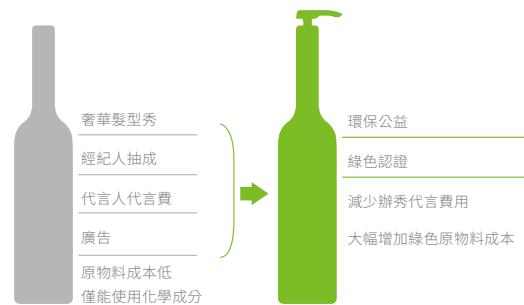 奢華髮型秀
經紀人抽成
代言人代言費
廣告
原物料成本低
僅能使用化學成分
環保公益
綠色認證
減少辦秀代言費用
大幅增加綠色原物料成本